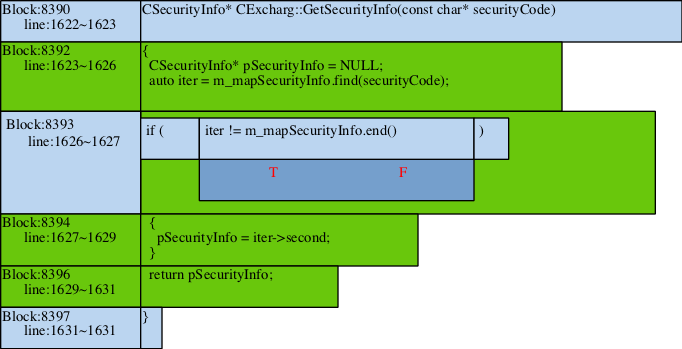 Block:8390
line:1622~1623
CSecurityInfo* CExcharg::GetSecurityInfo(const char* securityCode)
Block:8392
line:1623~1626
{
CSecurityInfo* pSecurityInfo = NULL;
auto iter = m_mapSecurityInfo.find(securityCode);
Block:8393
line:1626~1627
if ( iter != m_mapSecurityInfo.end() )
T F
Block:8394
line:1627~1629
{
pSecurityInfo = iter->second;
}
Block:8396
line:1629~1631
return pSecurityInfo;
Block:8397
line:1631~1631
}